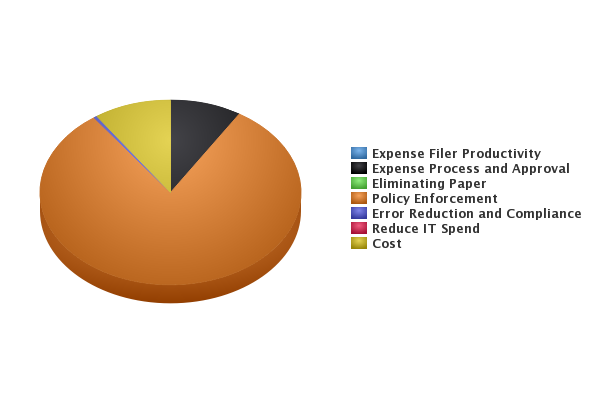 Expense Filer Productivity
Expense Process and Approval
Eliminating Paper
Policy Enforcement
Error Reduction and Compliance
Reduce IT Spend
Cost